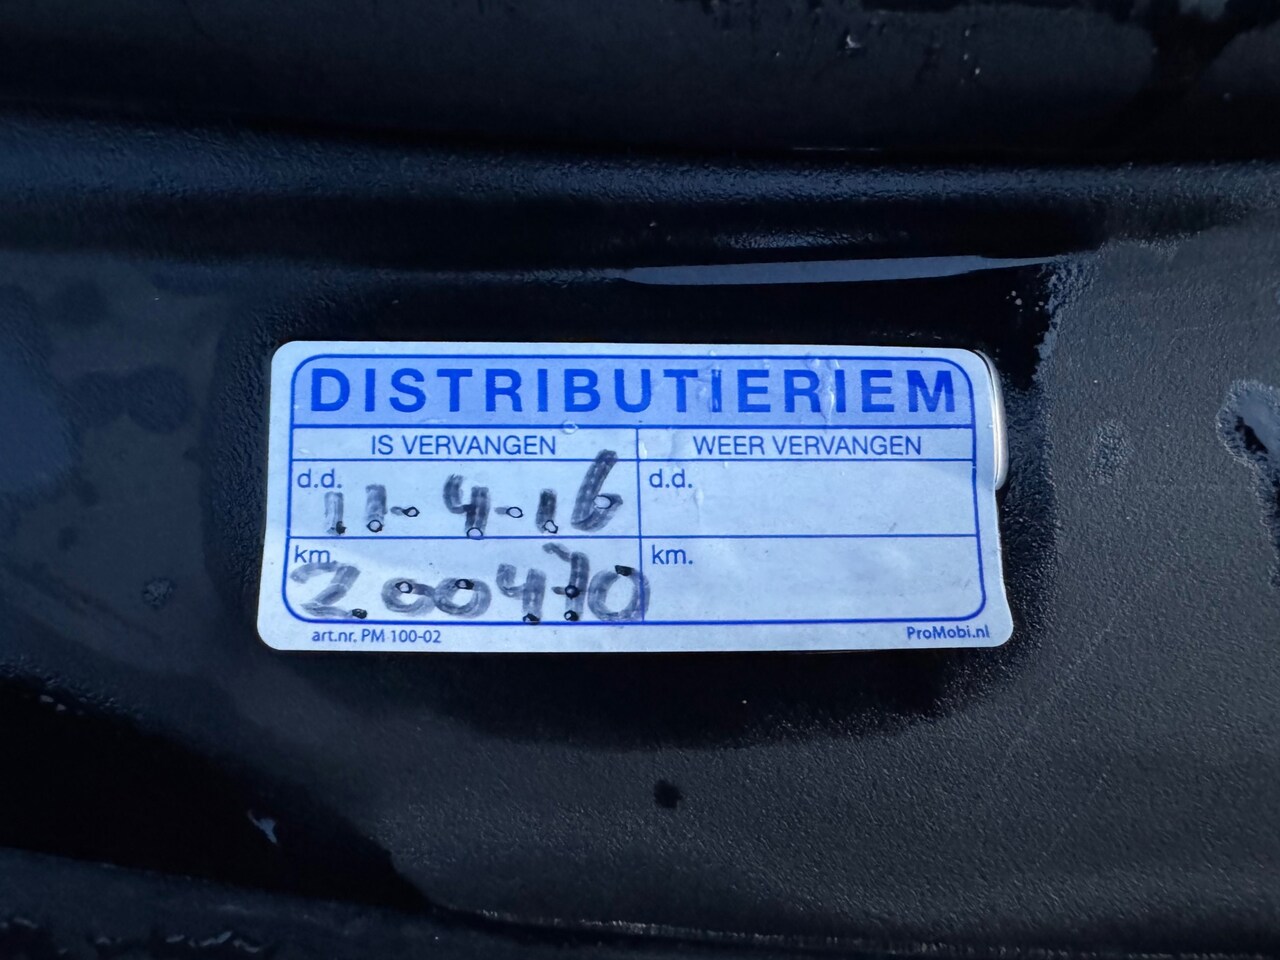 DISTRIBUTIERIEM
IS VERVANGEN WEER VERVANGEN
d.d. 11-4-16 d.d.
km. 200470 km.
art.nr. PM 100-02 ProMobi.nl